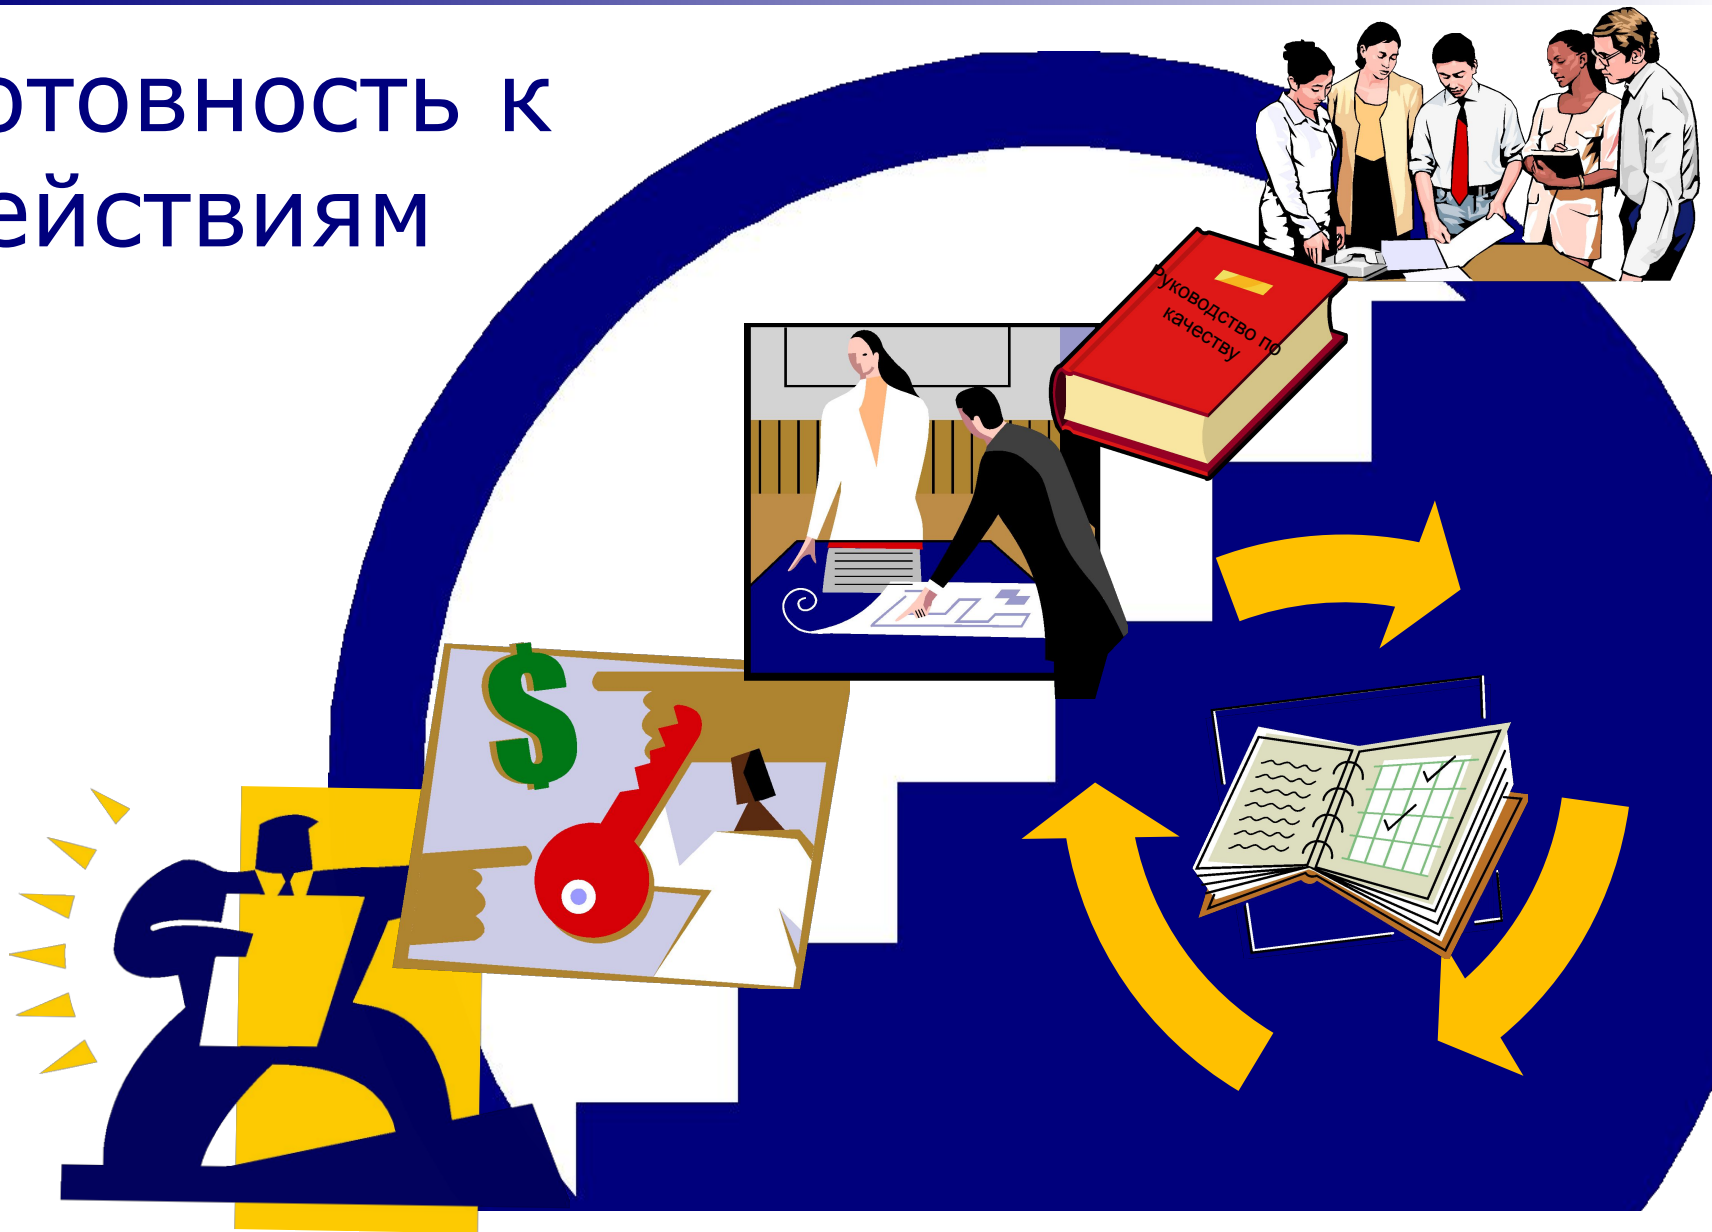 отовность к
ействиям
Руководство по
качеству
$